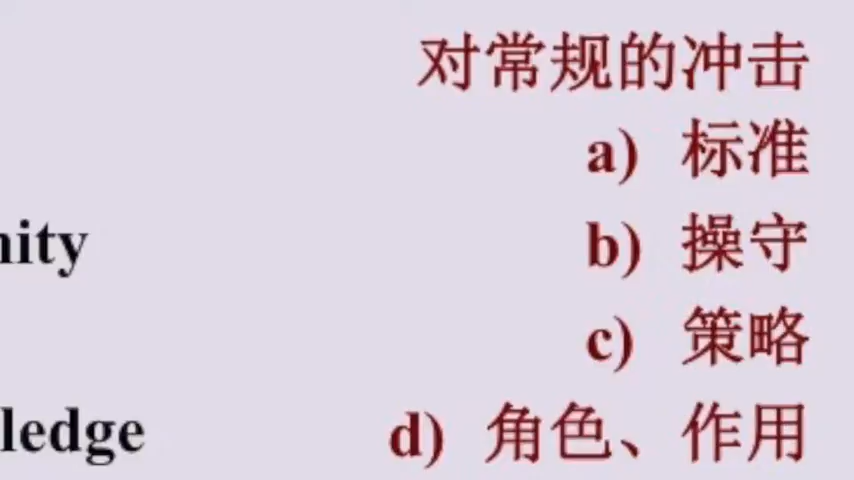 对常规的冲击
a) 标准
nity b) 操守
c) 策略
ledge d) 角色、作用